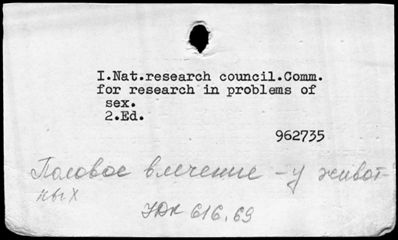 I.Nat.research council.Comm.
for research in problems of
sex.
2.Ed.
962735
Половое влечение - у живот-
ных
УДК 616.69